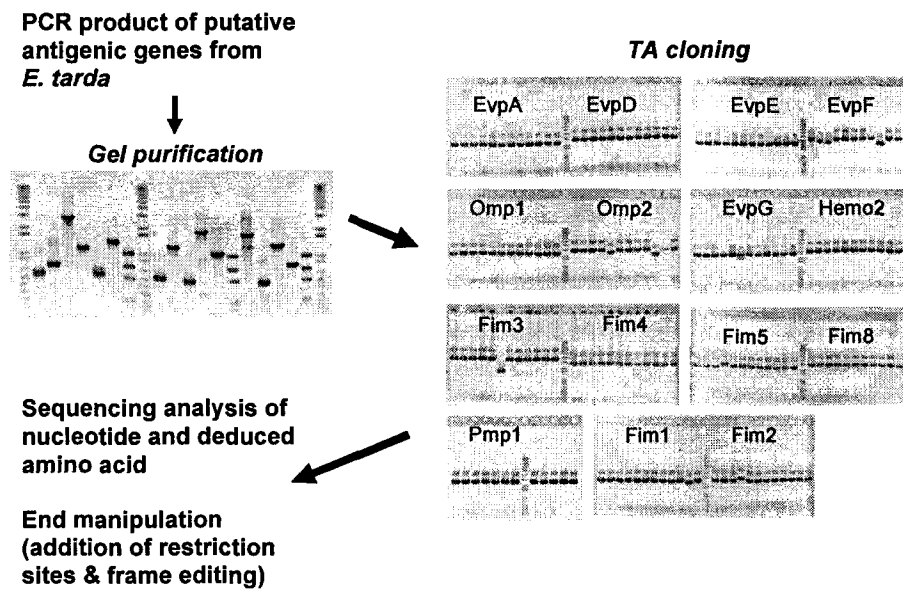 PCR product of putative
antigenic genes from
E. tarda
Gel purification
TA cloning
EvpA EvpD
EvpE EvpF
Omp1 Omp2
EvpG Hemo2
Fim3 Fim4
Fim5 Fim8
Pmp1
Fim1 Fim2
Sequencing analysis of
nucleotide and deduced
amino acid
End manipulation
(addition of restriction
sites & frame editing)